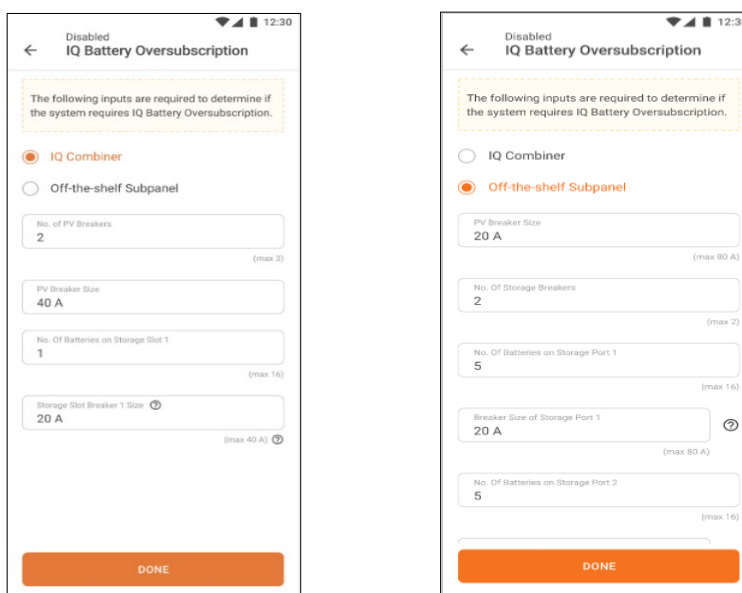 12:30
Disabled
IQ Battery Oversubscription
The following inputs are required to determine if
the system requires IQ Battery Oversubscription.
IQ Combiner
Off-the-shelf Subpanel
No. of PV Breakers
2
(max 3)
PV Breaker Size
40 A
No. Of Batteries on Storage Slot 1
1
(max 16)
Storage Slot Breaker 1 Size ?
20 A
(max 40 A) ?
DONE
12:3
Disabled
IQ Battery Oversubscription
The following inputs are required to determine if
the system requires IQ Battery Oversubscription.
IQ Combiner
Off-the-shelf Subpanel
PV Breaker Size
20 A
(max 80 A)
No. Of Storage Breakers
2
(max 2)
No. Of Batteries on Storage Port 1
5
(max 16)
Breaker Size of Storage Port 1
20 A
?
(max 80 A)
No. Of Batteries on Storage Port 2
5
(max 16)
DONE